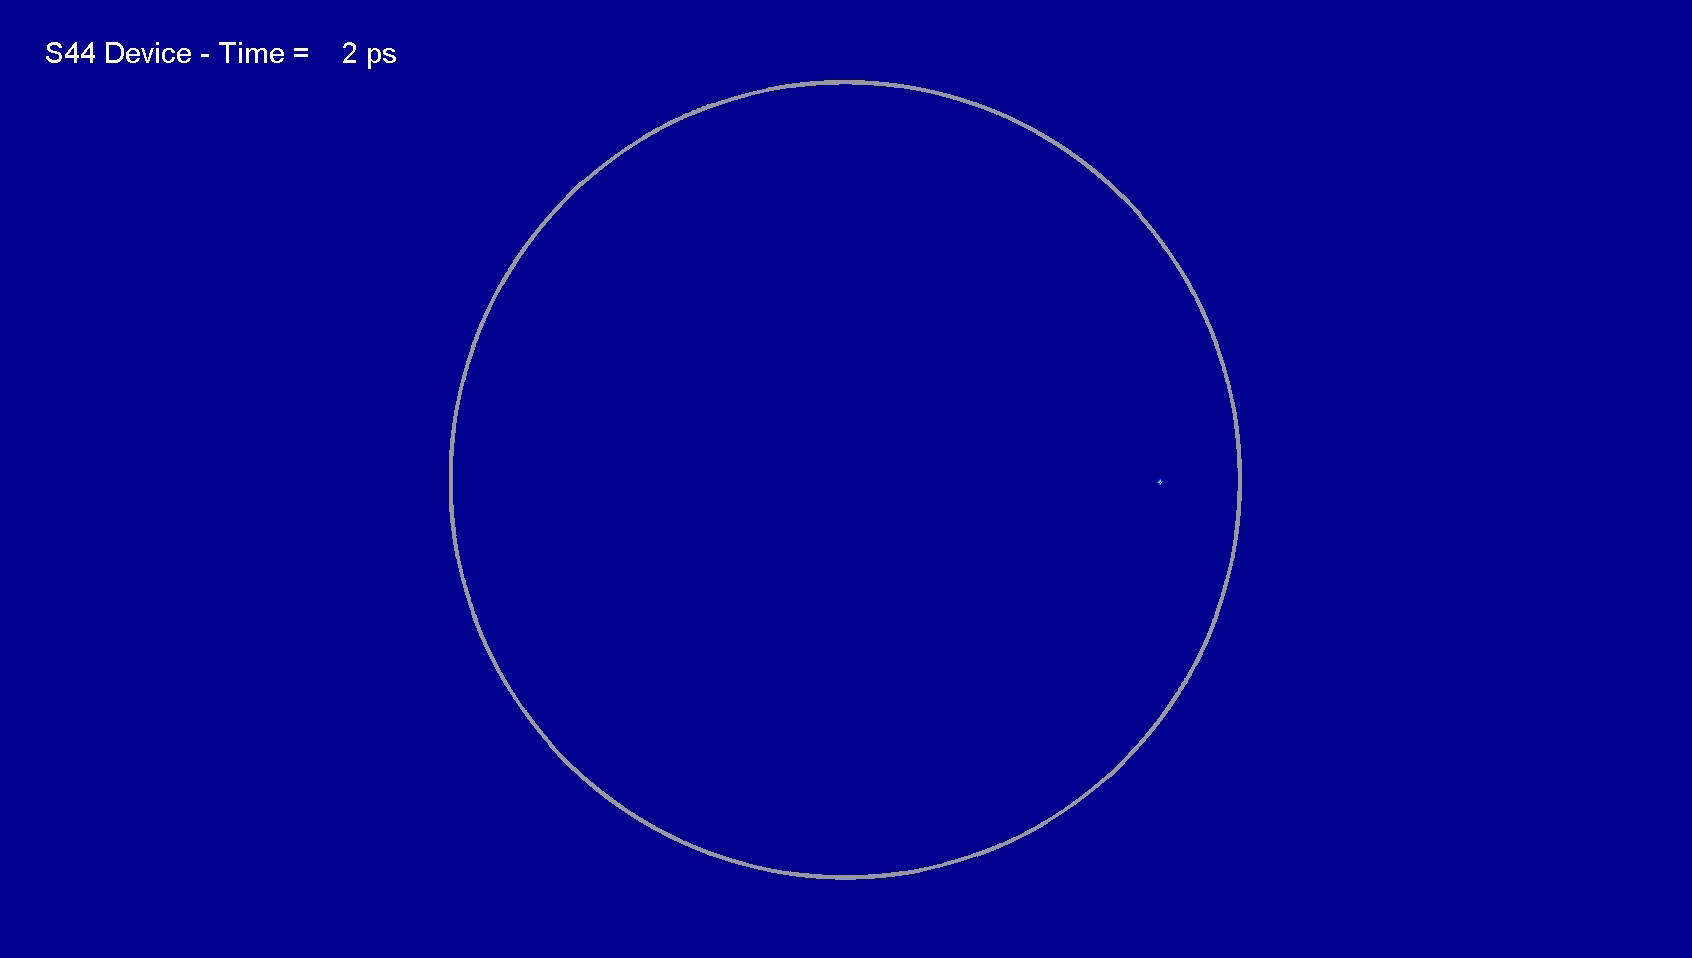 S44 Device - Time =    2 ps